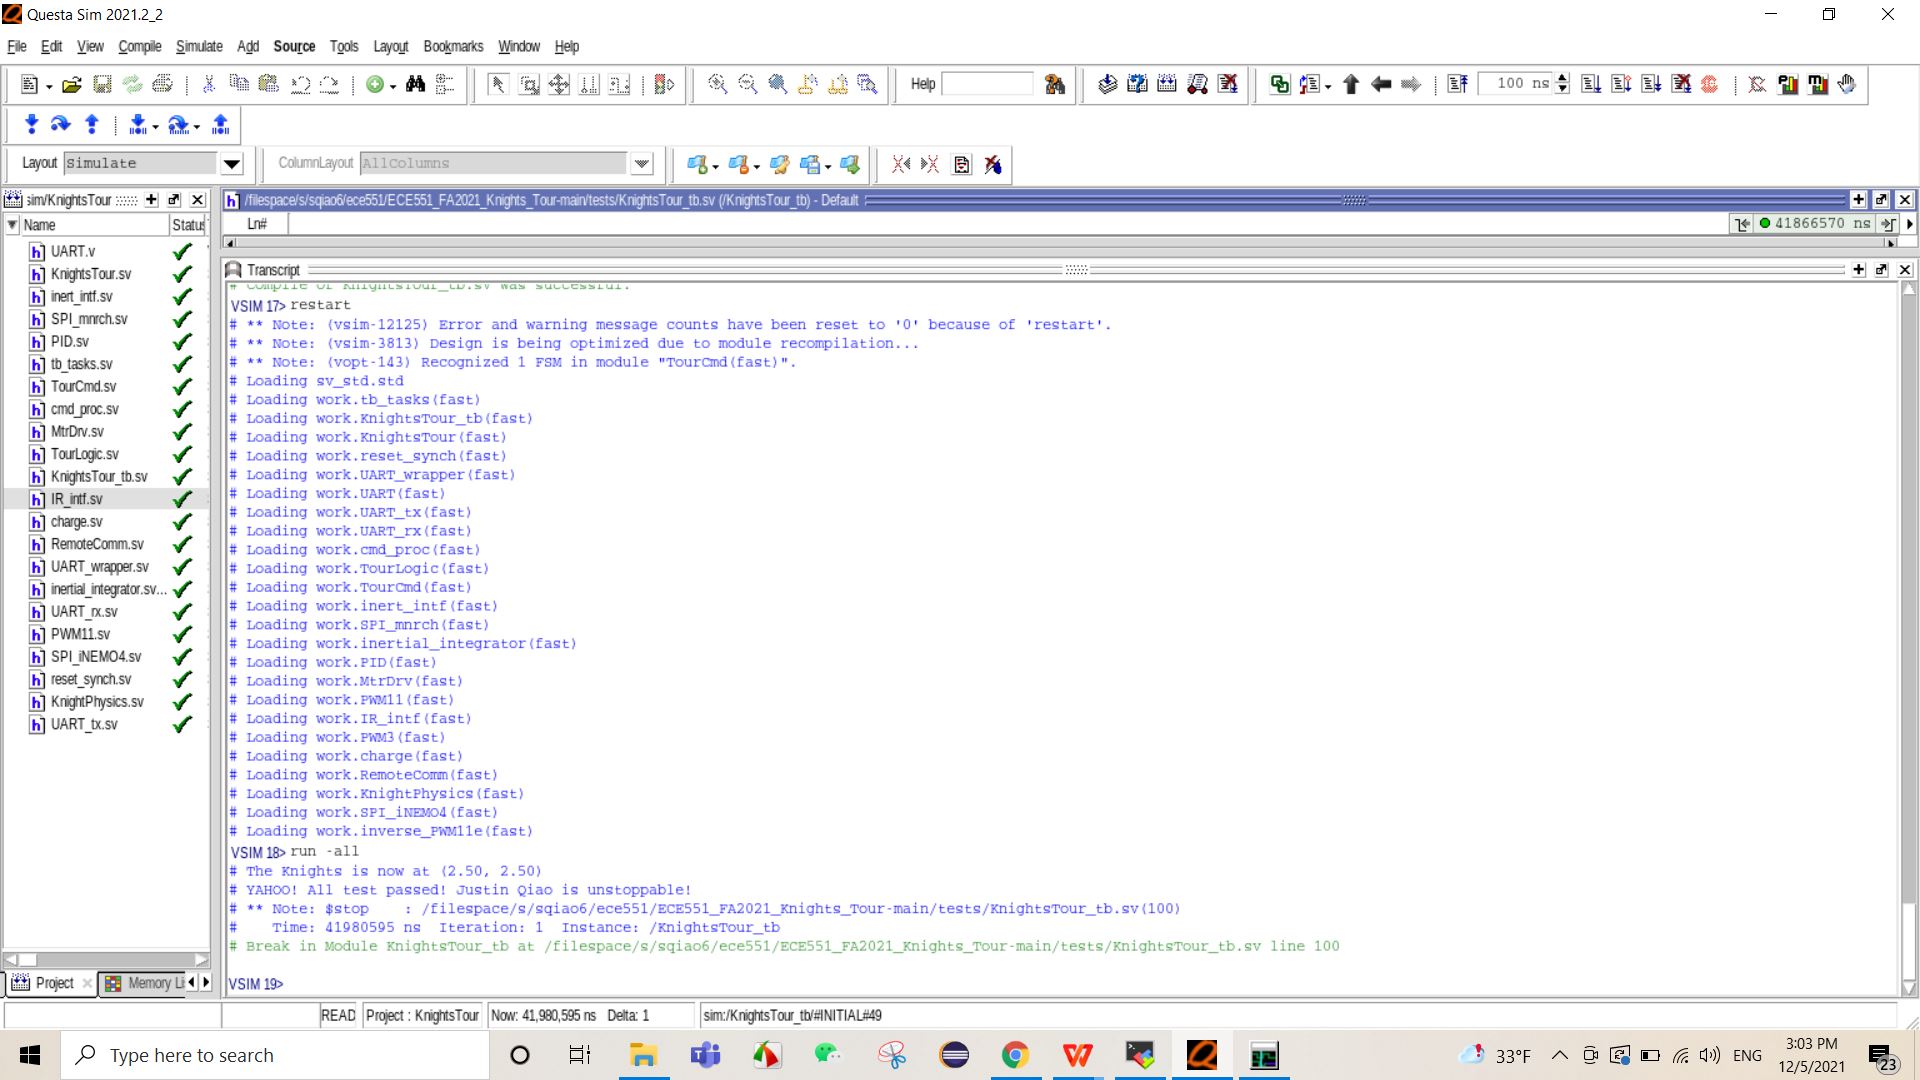 Questa Sim 2021.2_2
File Edit View Compile Simulate Add Source Tools Layout Bookmarks Window Help
Help
100 ns
Layout Simulate
ColumnLayout AllColumns
sim/KnightsTour
/filespace/s/sqiao6/ece551/ECE551_FA2021_Knights_Tour-main/tests/KnightsTour_tb.sv (/KnightsTour_tb) - Default
Name Status
Ln#
41866570 ns
UART.v
KnightsTour.sv
inert_intf.sv
SPI_mnrch.sv
PID.sv
tb_tasks.sv
TourCmd.sv
cmd_proc.sv
MtrDrv.sv
TourLogic.sv
KnightsTour_tb.sv
IR_intf.sv
charge.sv
RemoteComm.sv
UART_wrapper.sv
inertial_integrator.sv...
UART_rx.sv
PWM11.sv
SPI_iNEMO4.sv
reset_synch.sv
KnightPhysics.sv
UART_tx.sv
Transcript
# Compile of KnightsTour_tb.sv was successful.
VSIM 17> restart
# ** Note: (vsim-12125) Error and warning message counts have been reset to '0' because of 'restart'.
# ** Note: (vsim-3813) Design is being optimized due to module recompilation...
# ** Note: (vopt-143) Recognized 1 FSM in module "TourCmd(fast)".
# Loading sv_std.std
# Loading work.tb_tasks(fast)
# Loading work.KnightsTour_tb(fast)
# Loading work.KnightsTour(fast)
# Loading work.reset_synch(fast)
# Loading work.UART_wrapper(fast)
# Loading work.UART(fast)
# Loading work.UART_tx(fast)
# Loading work.UART_rx(fast)
# Loading work.cmd_proc(fast)
# Loading work.TourLogic(fast)
# Loading work.TourCmd(fast)
# Loading work.inert_intf(fast)
# Loading work.SPI_mnrch(fast)
# Loading work.inertial_integrator(fast)
# Loading work.PID(fast)
# Loading work.MtrDrv(fast)
# Loading work.PWM11(fast)
# Loading work.IR_intf(fast)
# Loading work.PWM3(fast)
# Loading work.charge(fast)
# Loading work.RemoteComm(fast)
# Loading work.KnightPhysics(fast)
# Loading work.SPI_iNEMO4(fast)
# Loading work.inverse_PWM11e(fast)
VSIM 18> run -all
# The Knights is now at (2.50, 2.50)
# YAHOO! All test passed! Justin Qiao is unstoppable!
# ** Note: $stop : /filespace/s/sqiao6/ece551/ECE551_FA2021_Knights_Tour-main/tests/KnightsTour_tb.sv(100)
# Time: 41980595 ns Iteration: 1 Instance: /KnightsTour_tb
# Break in Module KnightsTour_tb at /filespace/s/sqiao6/ece551/ECE551_FA2021_Knights_Tour-main/tests/KnightsTour_tb.sv line 100
VSIM 19>
Project Memory Li
READ Project : KnightsTour Now: 41,980,595 ns Delta: 1 sim:/KnightsTour_tb/#INITIAL#49
Type here to search
33°F
ENG
3:03 PM
12/5/2021
23